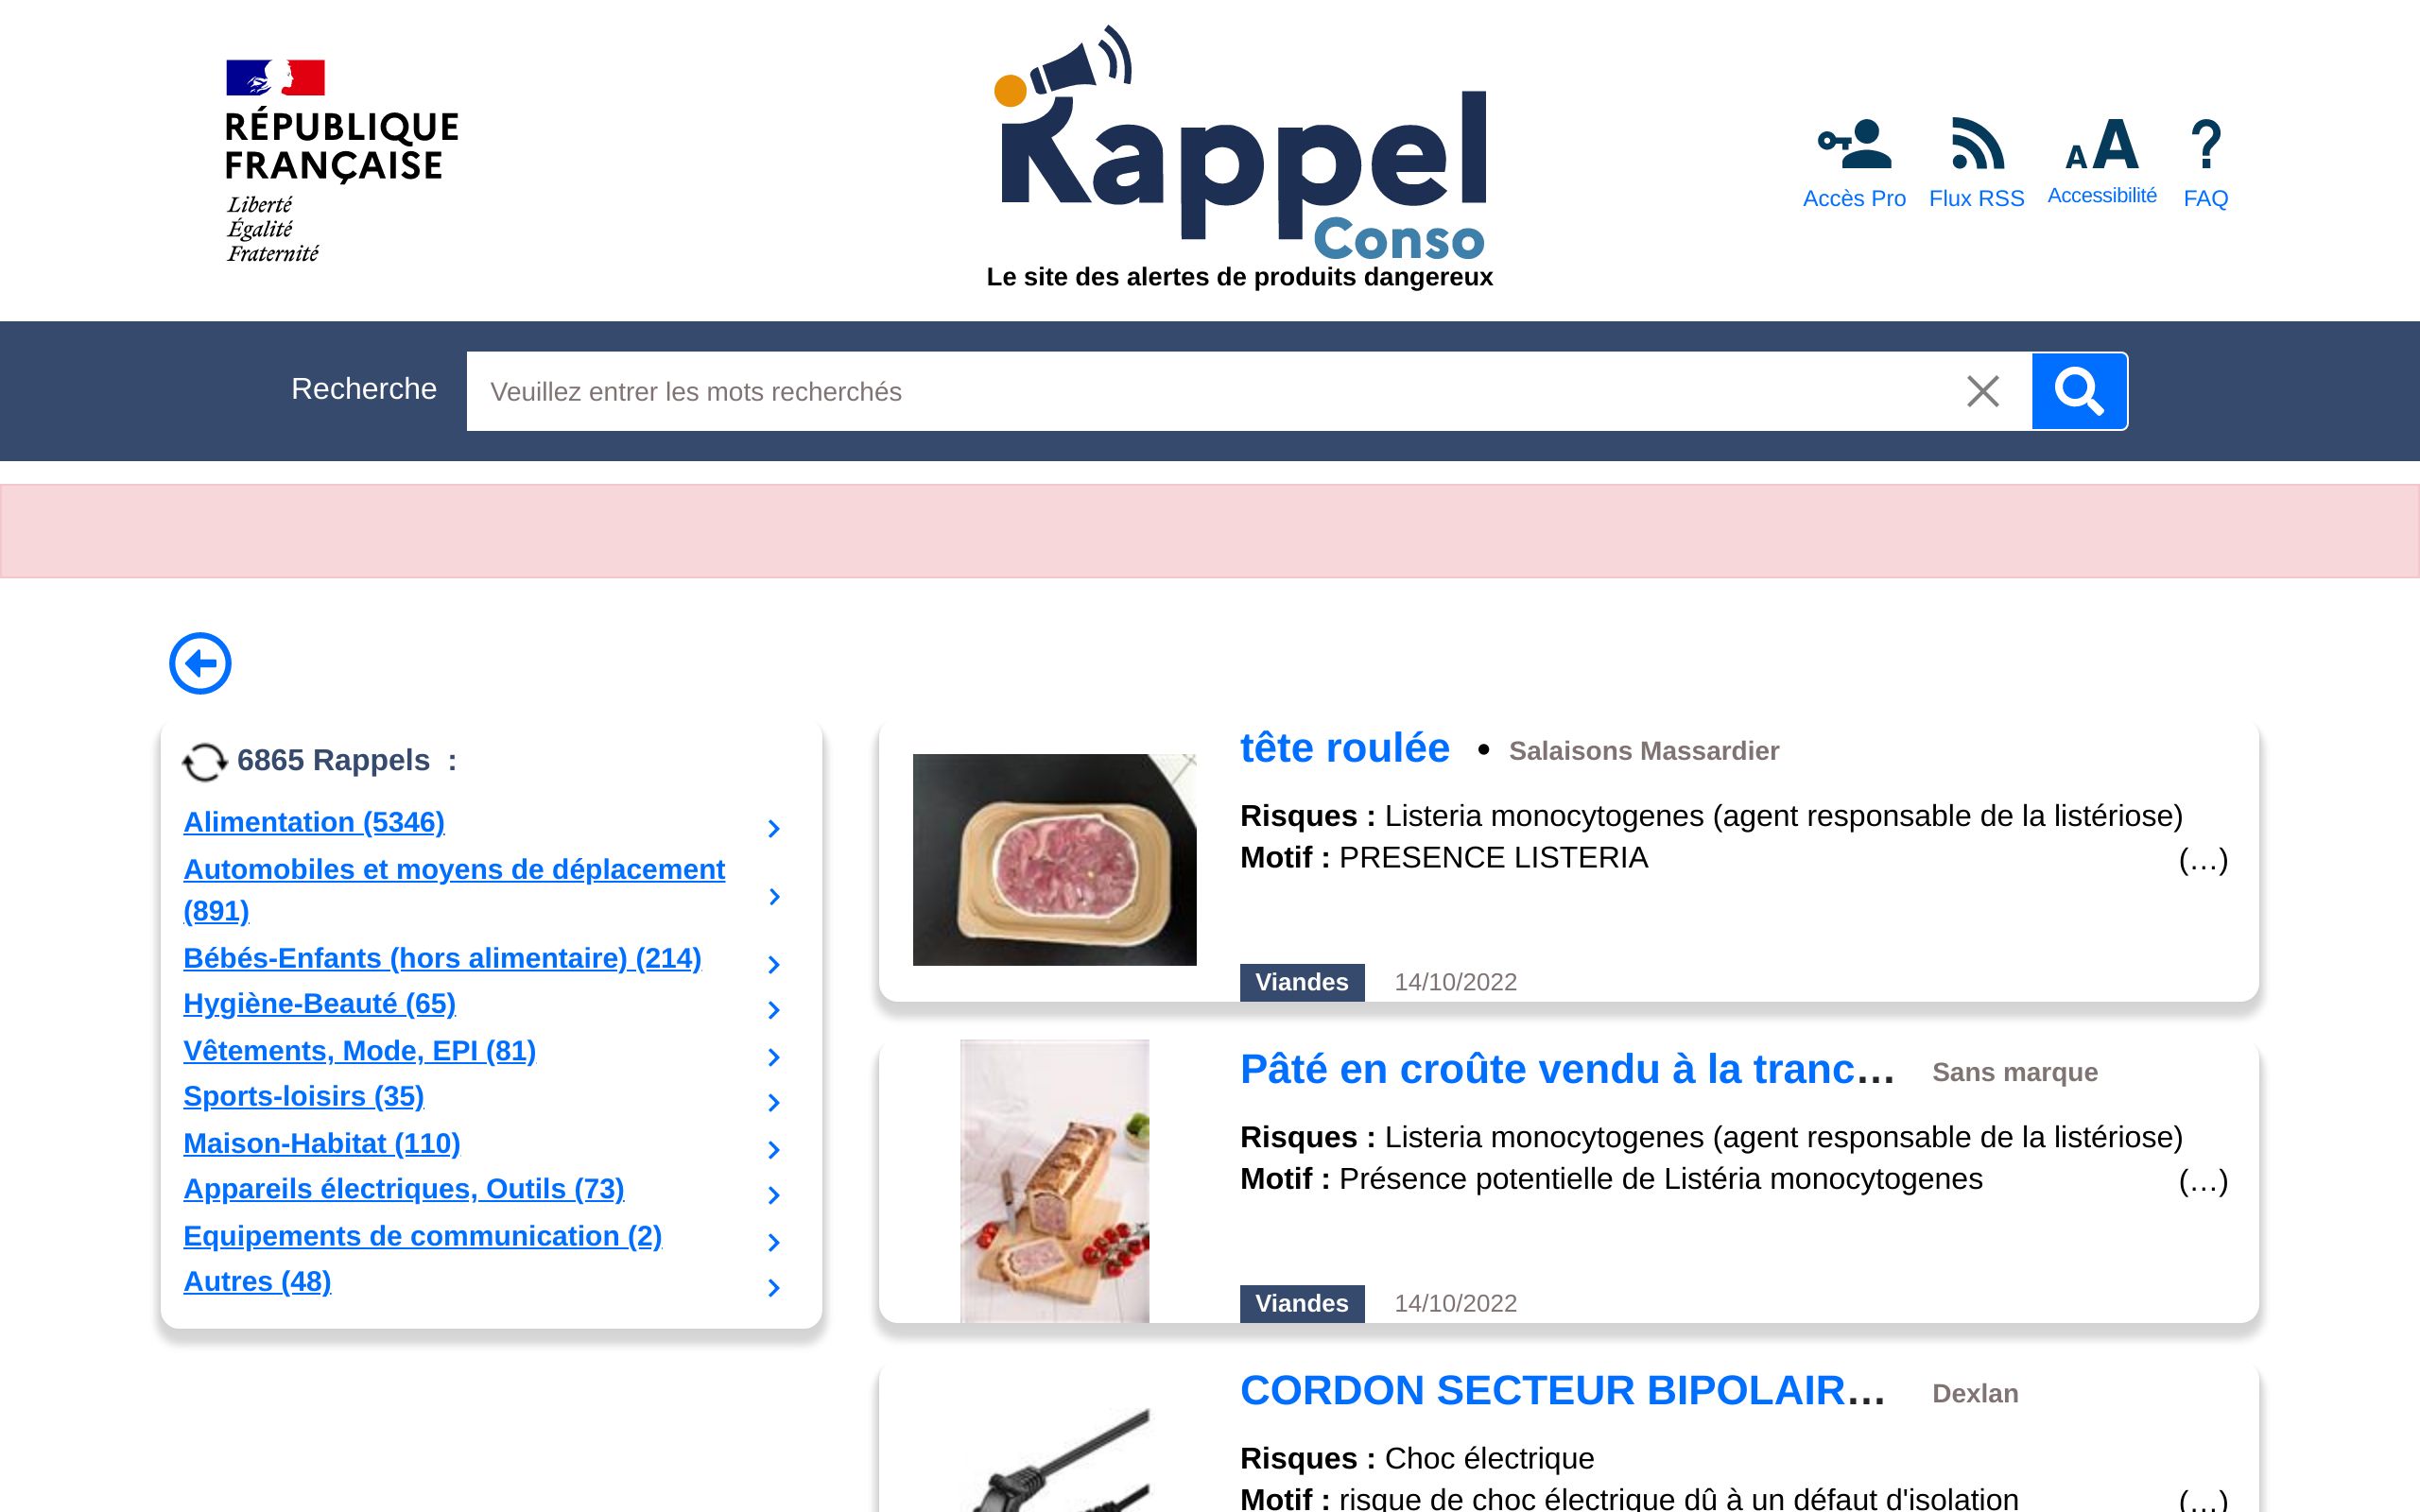 RÉPUBLIQUE
FRANÇAISE
Liberté
Égalité
Fraternité
Rappel
Conso
Le site des alertes de produits dangereux
Accès Pro
Flux RSS
AA
Accessibilité
?
FAQ
Recherche
Veuillez entrer les mots recherchés
6865 Rappels :
Alimentation (5346)
Automobiles et moyens de déplacement
(891)
Bébés-Enfants (hors alimentaire) (214)
Hygiène-Beauté (65)
Vêtements, Mode, EPI (81)
Sports-loisirs (35)
Maison-Habitat (110)
Appareils électriques, Outils (73)
Equipements de communication (2)
Autres (48)
tête roulée • Salaisons Massardier
Risques : Listeria monocytogenes (agent responsable de la listériose)
Motif : PRESENCE LISTERIA (…)
Viandes 14/10/2022
Pâté en croûte vendu à la tranc… Sans marque
Risques : Listeria monocytogenes (agent responsable de la listériose)
Motif : Présence potentielle de Listéria monocytogenes (…)
Viandes 14/10/2022
CORDON SECTEUR BIPOLAIR… Dexlan
Risques : Choc électrique
Motif : risque de choc électrique dû à un défaut d'isolation (…)